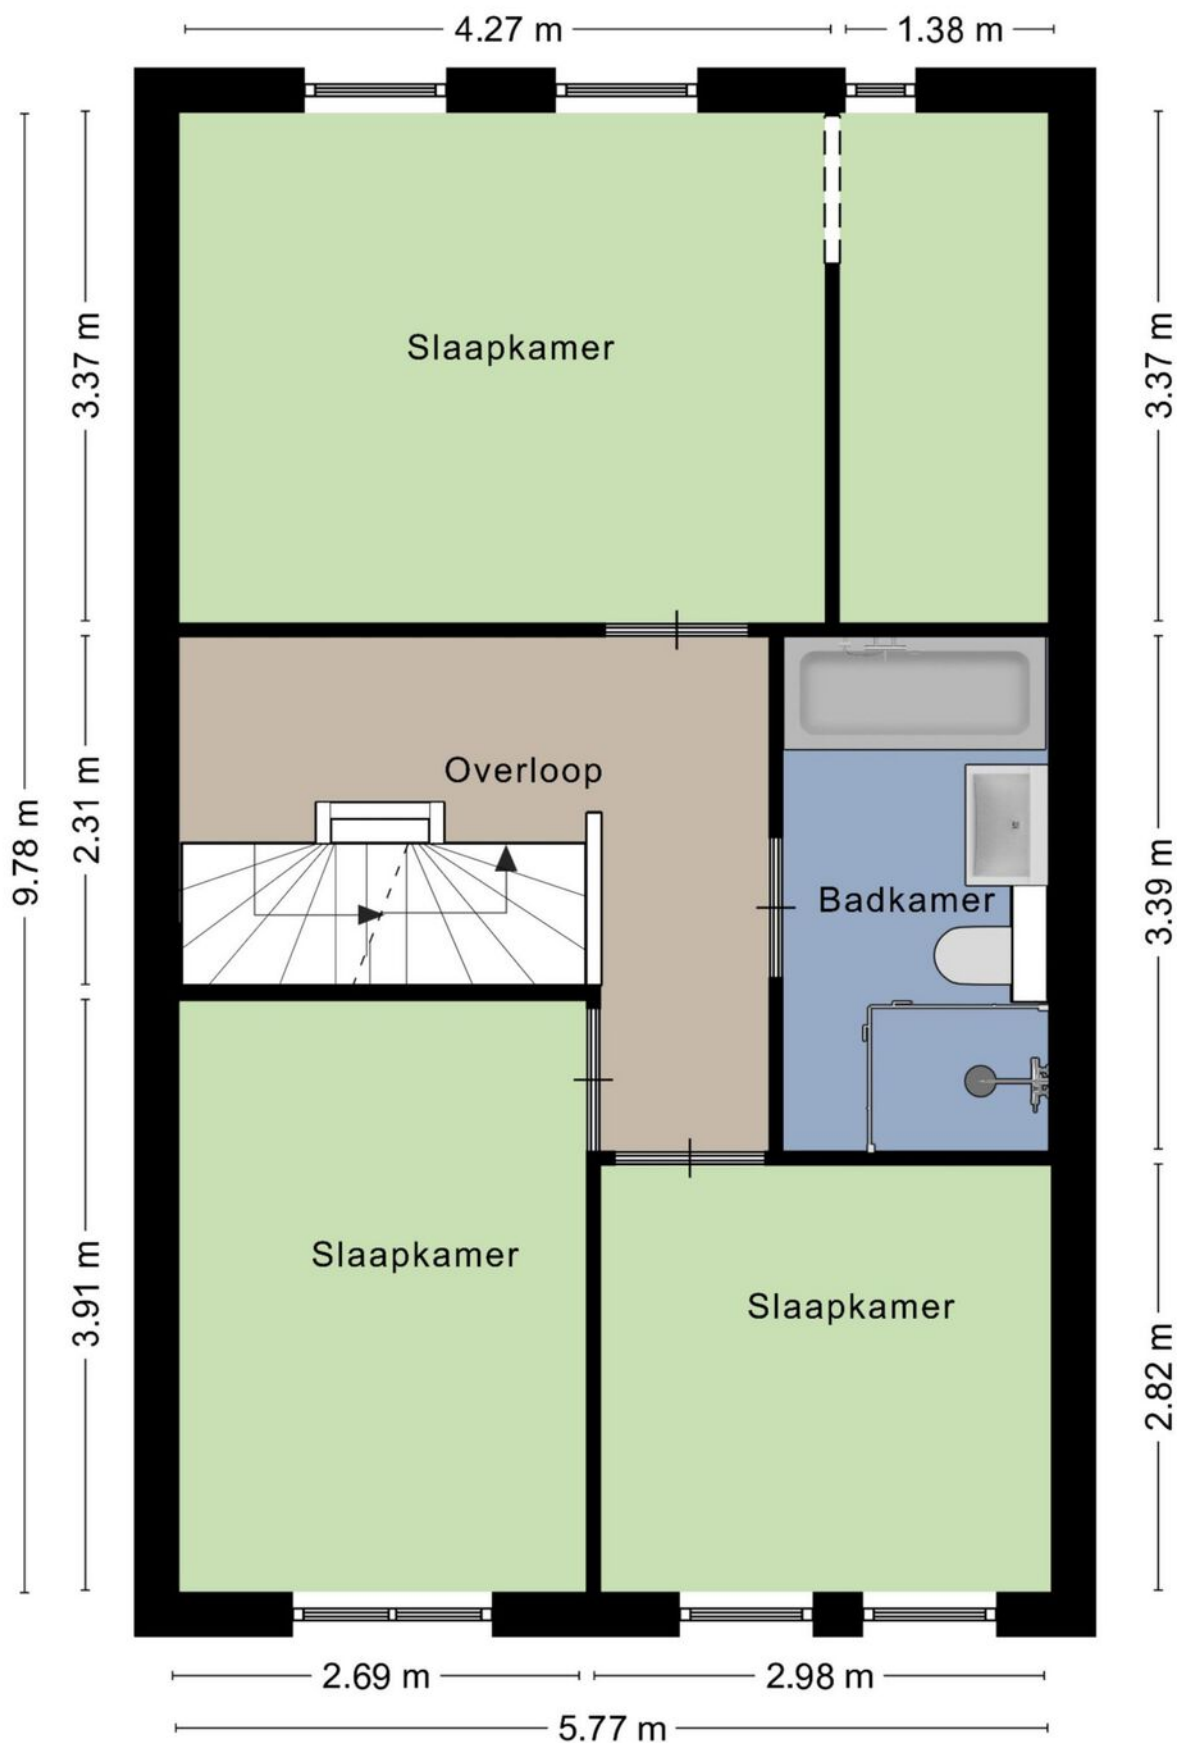 4.27 m
1.38 m
3.37 m
Slaapkamer
3.37 m
9.78 m
2.31 m
Overloop
Badkamer
3.39 m
3.91 m
Slaapkamer
Slaapkamer
2.82 m
2.69 m
2.98 m
5.77 m